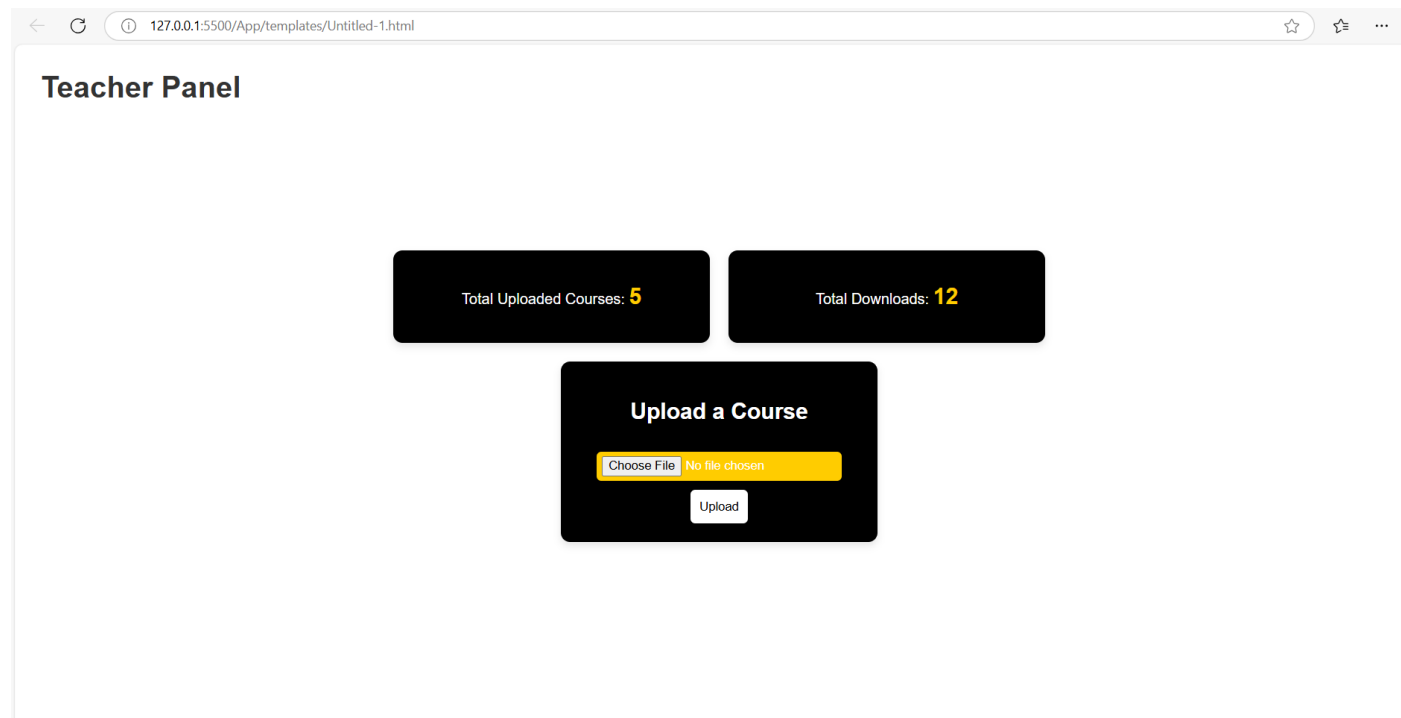 127.0.0.1:5500/App/templates/Untitled-1.html
Teacher Panel
Total Uploaded Courses: 5
Total Downloads: 12
Upload a Course
Choose File No file chosen
Upload